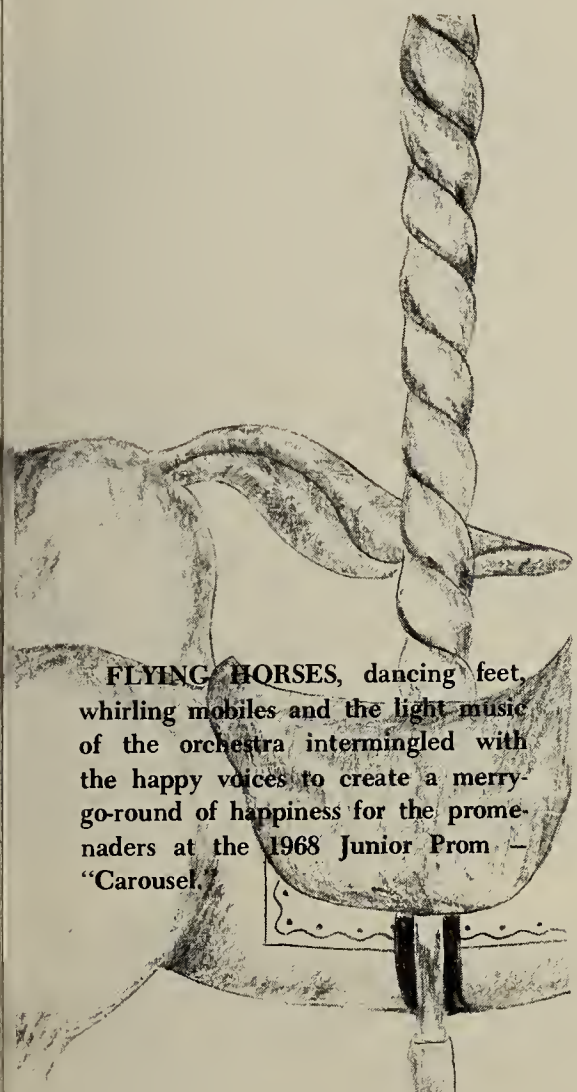 FLYING HORSES, dancing feet,
whirling mobiles and the light music
of the orchestra intermingled with
the happy voices to create a merry-
go-round of happiness for the prome-
naders at the 1968 Junior Prom —
“Carousel.”